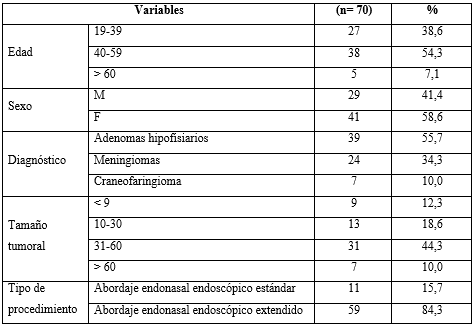 Variables (n= 70) %
Edad 19-39 27 38,6
40-59 38 54,3
> 60 5 7,1
Sexo M 29 41,4
F 41 58,6
Diagnóstico Adenomas hipofisiarios 39 55,7
Meningiomas 24 34,3
Craneofaringioma 7 10,0
Tamaño tumoral < 9 9 12,3
10-30 13 18,6
31-60 31 44,3
> 60 7 10,0
Tipo de procedimiento Abordaje endonasal endoscópico estándar 11 15,7
Abordaje endonasal endoscópico extendido 59 84,3